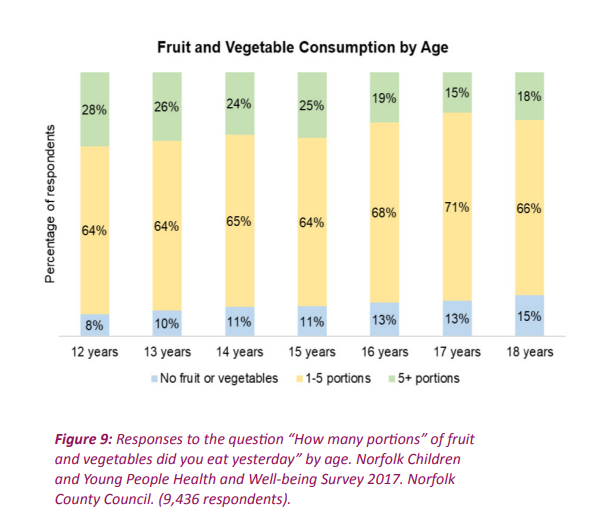 Fruit and Vegetable Consumption by Age
Percentage of respondents
28% 26% 24% 25% 19% 15% 18%
64% 64% 65% 64% 68% 71% 66%
8% 10% 11% 11% 13% 13% 15%
12 years 13 years 14 years 15 years 16 years 17 years 18 years
No fruit or vegetables 1-5 portions 5+ portions
Figure 9: Responses to the question “How many portions” of fruit
and vegetables did you eat yesterday” by age. Norfolk Children
and Young People Health and Well-being Survey 2017. Norfolk
County Council. (9,436 respondents).